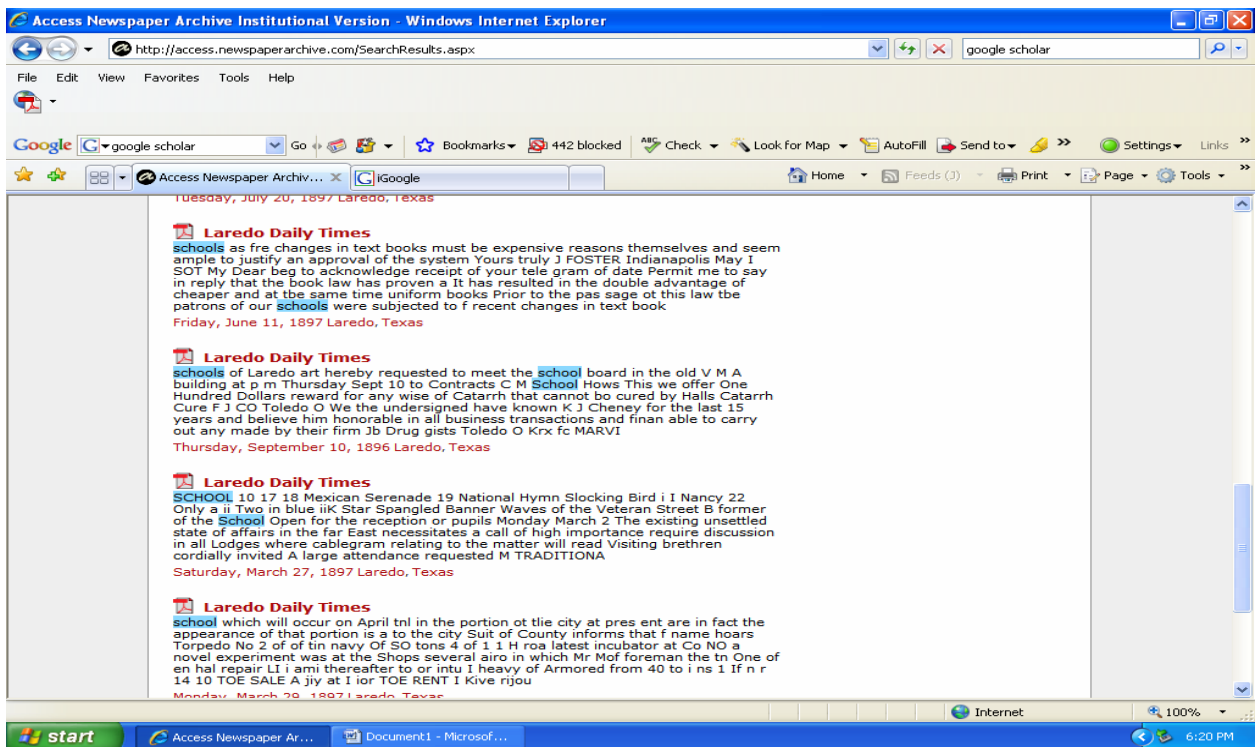 Access Newspaper Archive Institutional Version - Windows Internet Explorer
http://access.newspaperarchive.com/SearchResults.aspx
google scholar
File Edit View Favorites Tools Help
Google google scholar Go Bookmarks 442 blocked Check Look for Map AutoFill Send to Settings Links
Access Newspaper Archiv... iGoogle Home Feeds (J) Print Page Tools
Tuesday, July 20, 1897 Laredo, Texas
Laredo Daily Times
schools as fre changes in text books must be expensive reasons themselves and seem
ample to justify an approval of the system Yours truly J FOSTER Indianapolis May I
SOT My Dear beg to acknowledge receipt of your tele gram of date Permit me to say
in reply that the book law has proven a It has resulted in the double advantage of
cheaper and at tbe same time uniform books Prior to the pas sage ot this law tbe
patrons of our schools were subjected to f recent changes in text book
Friday, June 11, 1897 Laredo, Texas
Laredo Daily Times
schools of Laredo art hereby requested to meet the school board in the old V M A
building at p m Thursday Sept 10 to Contracts C M School Hows This we offer One
Hundred Dollars reward for any wise of Catarrh that cannot bo cured by Halls Catarrh
Cure F J CO Toledo O We the undersigned have known K J Cheney for the last 15
years and believe him honorable in all business transactions and finan able to carry
out any made by their firm Jb Drug gists Toledo O Krx fc MARVI
Thursday, September 10, 1896 Laredo, Texas
Laredo Daily Times
SCHOOL 10 17 18 Mexican Serenade 19 National Hymn Slocking Bird i I Nancy 22
Only a ii Two in blue iiK Star Spangled Banner Waves of the Veteran Street B former
of the School Open for the reception or pupils Monday March 2 The existing unsettled
state of affairs in the far East necessitates a call of high importance require discussion
in all Lodges where cablegram relating to the matter will read Visiting brethren
cordially invited A large attendance requested M TRADITIONA
Saturday, March 27, 1897 Laredo, Texas
Laredo Daily Times
school which will occur on April tnl in the portion ot tlie city at pres ent are in fact the
appearance of that portion is a to the city Suit of County informs that f name hoars
Torpedo No 2 of of tin navy Of SO tons 4 of 1 1 H roa latest incubator at Co NO a
novel experiment was at the Shops several airo in which Mr Mof foreman the tn One of
en hal repair LI i ami thereafter to or intu I heavy of Armored from 40 to i ns 1 If n r
14 10 TOE SALE A jiy at I ior TOE RENT I Kive rijou
Monday, March 29, 1897 Laredo, Texas
Internet 100%
start Access Newspaper Ar... Document1 - Microsof... 6:20 PM